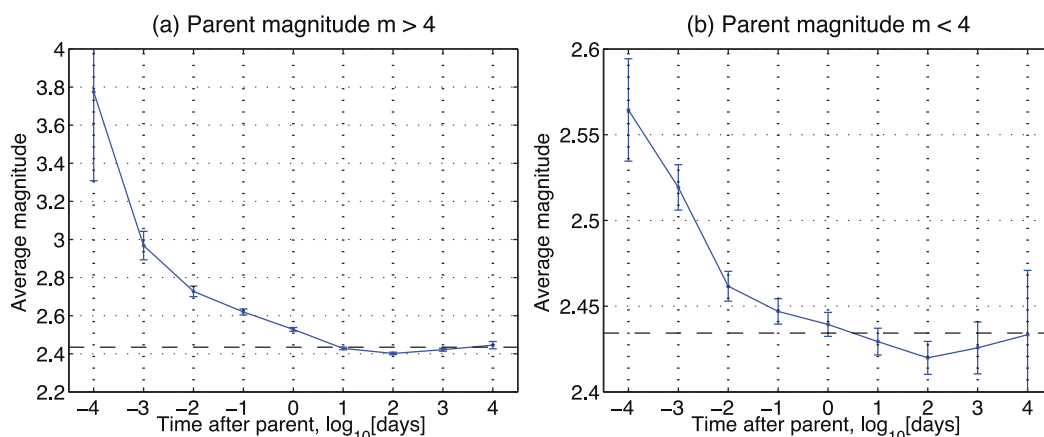 (a) Parent magnitude m > 4
4
3.8
3.6
3.4
3.2
3
2.8
2.6
2.4
2.2
Average magnitude
−4 −3 −2 −1 0 1 2 3 4
Time after parent, log10[days]
(b) Parent magnitude m < 4
2.6
2.55
2.5
2.45
2.4
Average magnitude
−4 −3 −2 −1 0 1 2 3 4
Time after parent, log10[days]